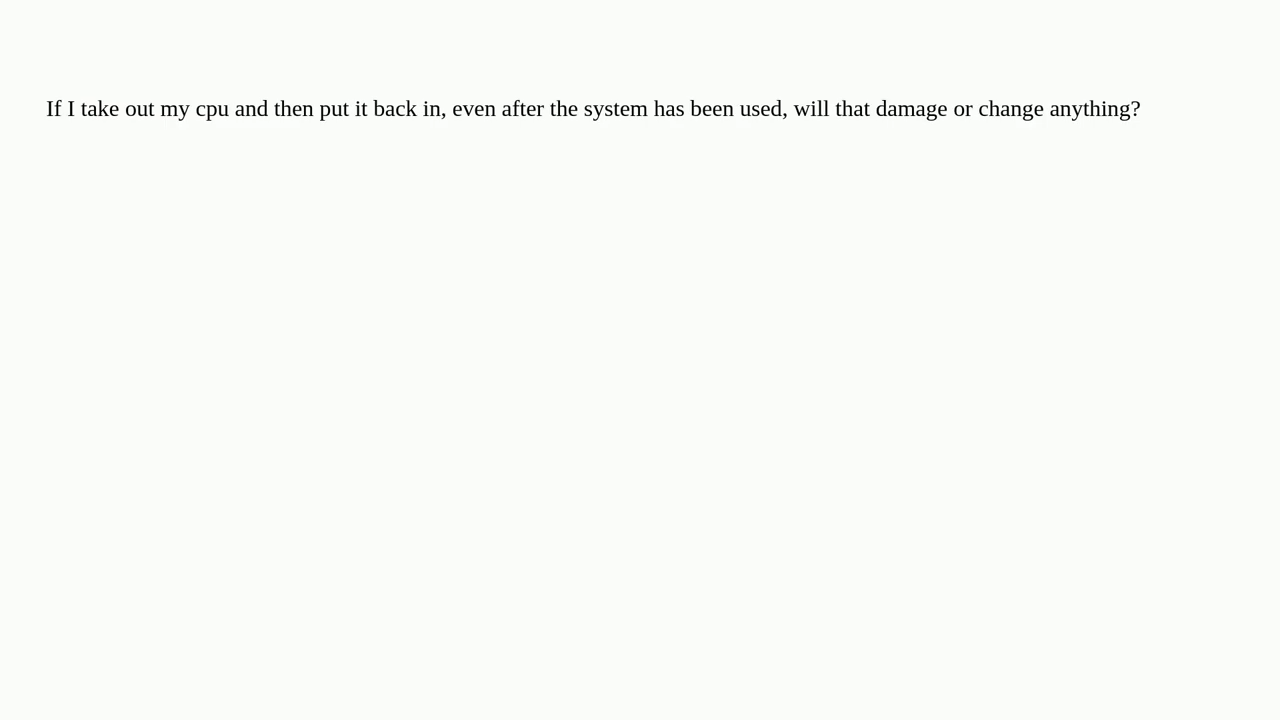 If I take out my cpu and then put it back in, even after the system has been used, will that damage or change anything?